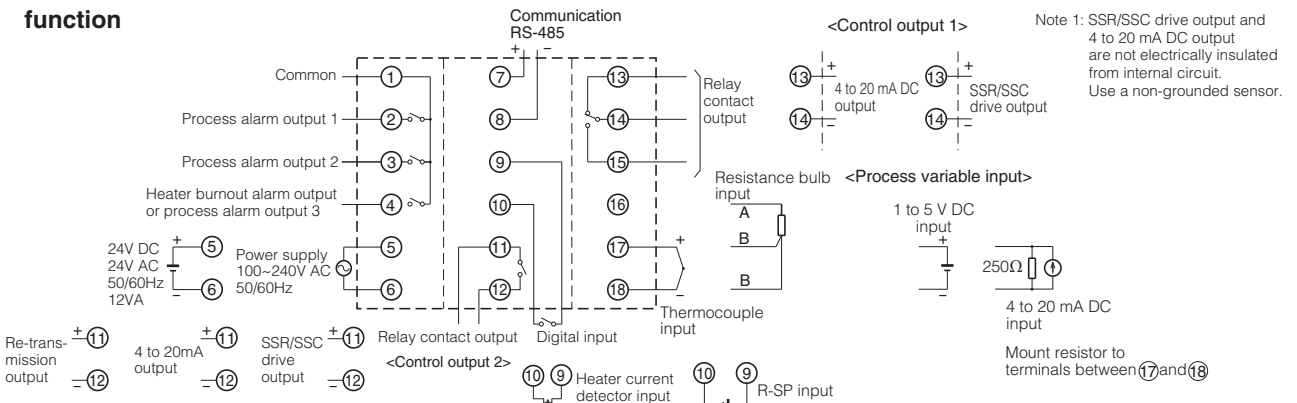 function
Communication
RS-485
+ −
<Control output 1>
Note 1: SSR/SSC drive output and
4 to 20 mA DC output
are not electrically insulated
from internal circuit.
Use a non-grounded sensor.
Common
1
7
13
Relay
contact
output
13
+
4 to 20 mA DC
output
14
−
13
+
SSR/SSC
drive output
14
−
Process alarm output 1
2
8
14
Process alarm output 2
3
9
15
Heater burnout alarm output
or process alarm output 3
4
10
16
Resistance bulb
input
A
B
B
<Process variable input>
1 to 5 V DC
input
+
−
250Ω
4 to 20 mA DC
input
Mount resistor to
terminals between 17 and 18
24V DC
24V AC
50/60Hz
12VA
+
5
−
6
Power supply
100~240V AC
50/60Hz
5
11
17
+
6
12
18
−
Thermocouple
input
Re-trans-
mission
output
+
11
−
12
4 to 20mA
output
+
11
−
12
SSR/SSC
drive
output
+
11
−
12
Relay contact output
Digital input
<Control output 2>
10 9
Heater current
detector input
10 9
R-SP input